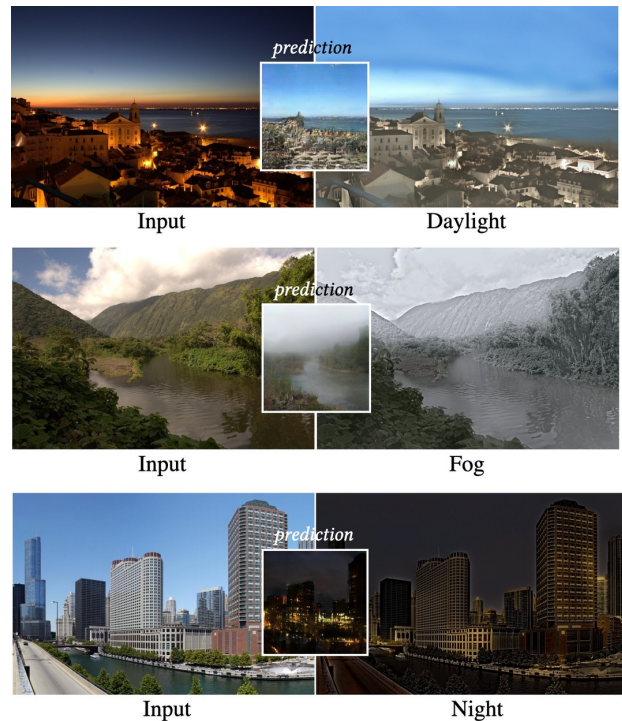 prediction
Input Daylight
prediction
Input Fog
prediction
Input Night